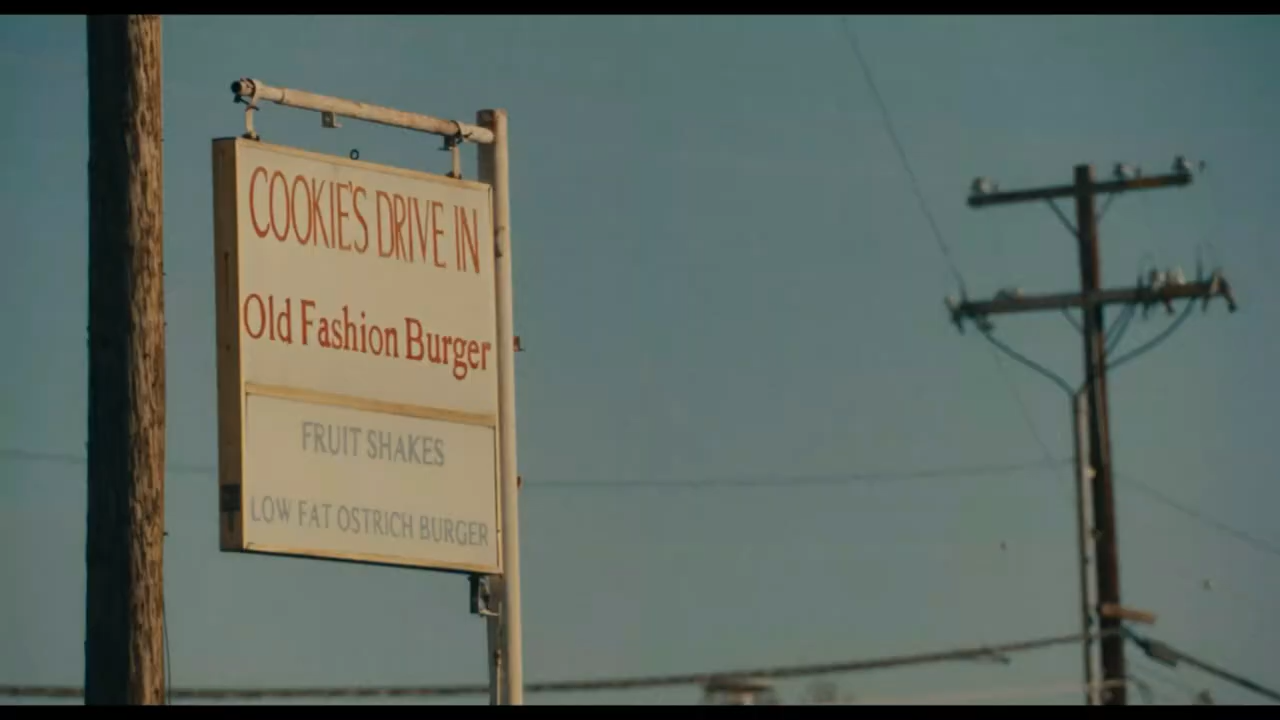 COOKIE'S DRIVE IN
Old Fashion Burger
FRUIT SHAKES
LOW FAT OSTRICH BURGER